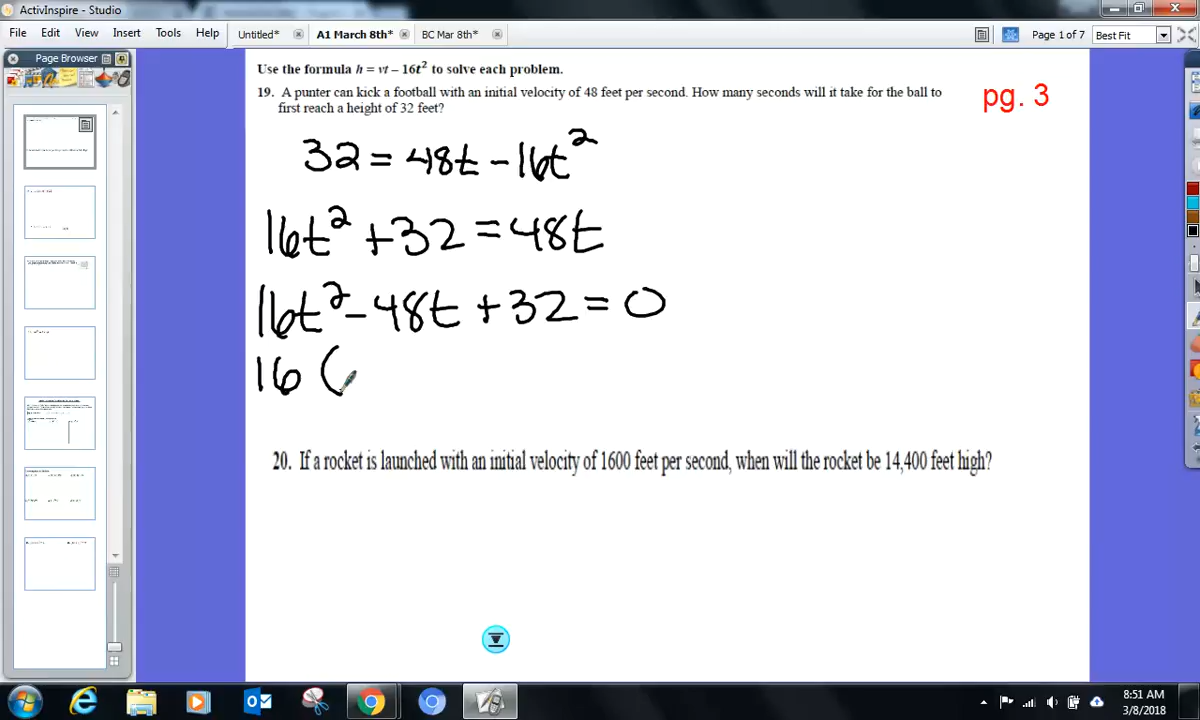 ActivInspire - Studio
File Edit View Insert Tools Help
Untitled* A1 March 8th* BC Mar 8th*
Page 1 of 7 Best Fit
Page Browser
Use the formula h = vt – 16t² to solve each problem.
19. A punter can kick a football with an initial velocity of 48 feet per second. How many seconds will it take for the ball to
first reach a height of 32 feet?
pg. 3
32 = 48t - 16t²
16t² + 32 = 48t
16t² - 48t + 32 = 0
16 (
20. If a rocket is launched with an initial velocity of 1600 feet per second, when will the rocket be 14,400 feet high?
8:51 AM
3/8/2018